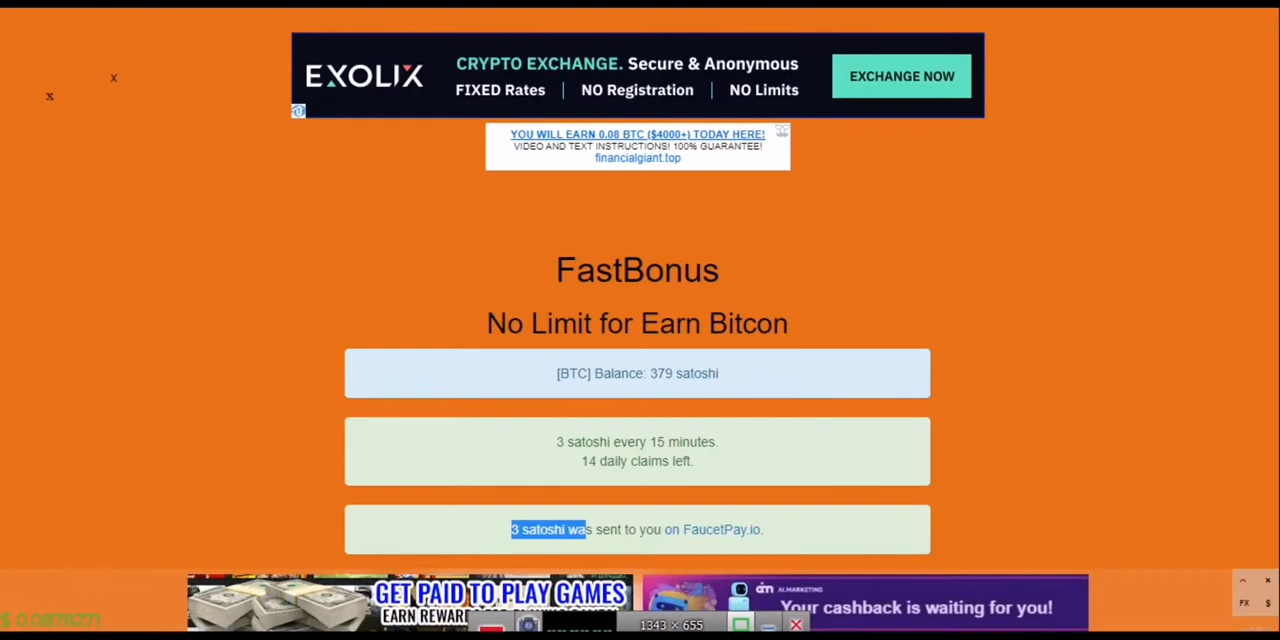 x
x
EXOLIX
CRYPTO EXCHANGE. Secure & Anonymous
FIXED Rates | NO Registration | NO Limits
EXCHANGE NOW
YOU WILL EARN 0.08 BTC ($4000+) TODAY HERE!
VIDEO AND TEXT INSTRUCTIONS! 100% GUARANTEE!
financialgiant.top
FastBonus
No Limit for Earn Bitcon
[BTC] Balance: 379 satoshi
3 satoshi every 15 minutes.
14 daily claims left.
3 satoshi was sent to you on FaucetPay.io.
GET PAID TO PLAY GAMES
EARN REWAR
AI.MARKETING
Your cashback is waiting for you!
1343 × 655
FX $